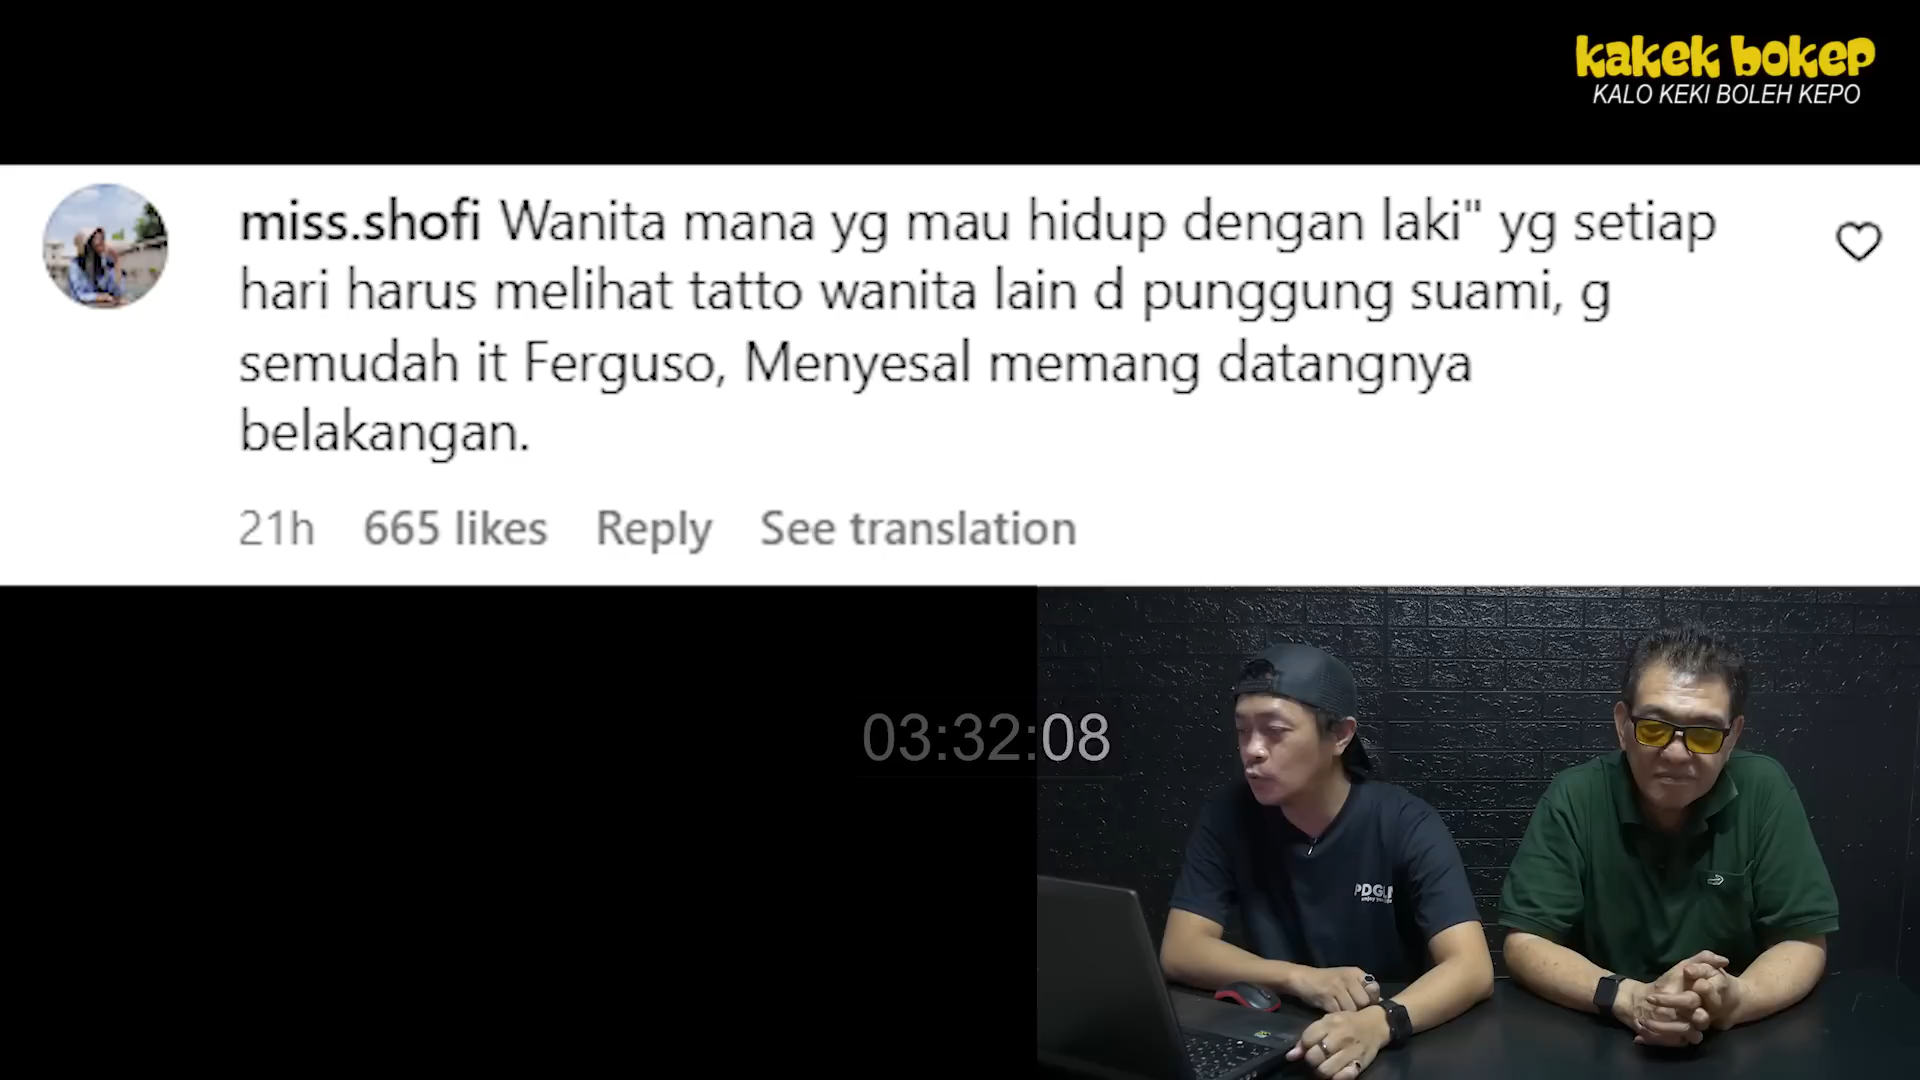 kakek bokep
KALO KEKI BOLEH KEPO
miss.shofi Wanita mana yg mau hidup dengan laki" yg setiap
hari harus melihat tatto wanita lain d punggung suami, g
semudah it Ferguso, Menyesal memang datangnya
belakangan.
21h 665 likes Reply See translation
03:32:08